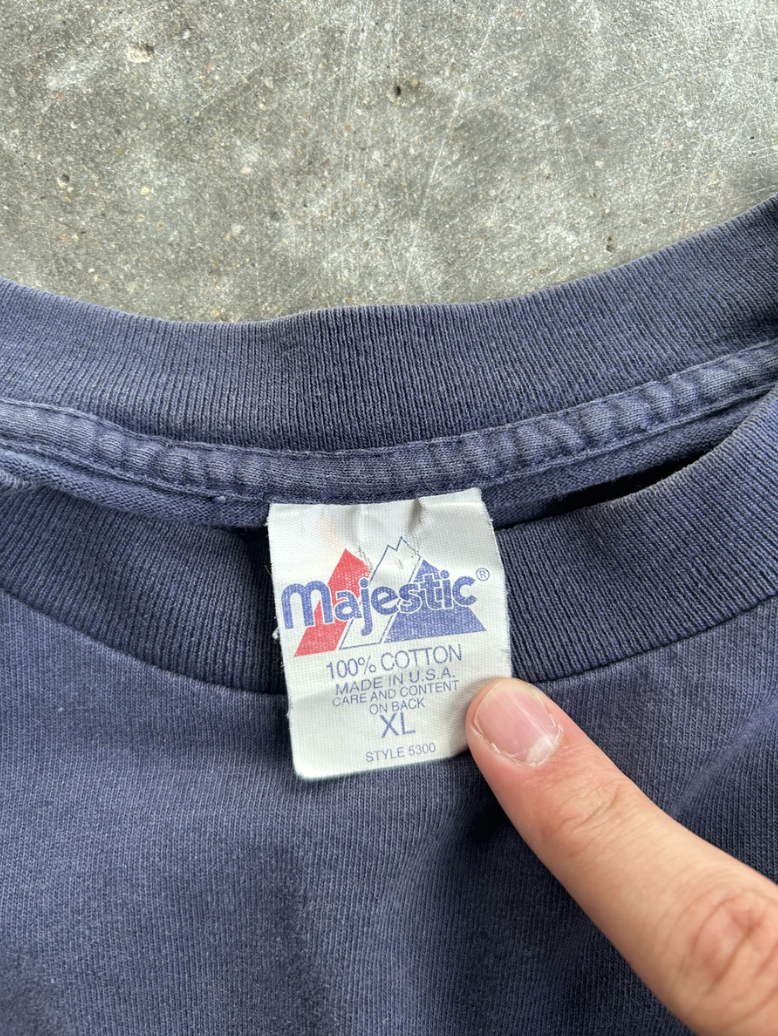 Majestic®
100% COTTON
MADE IN U.S.A.
CARE AND CONTENT
ON BACK
XL
STYLE 5300